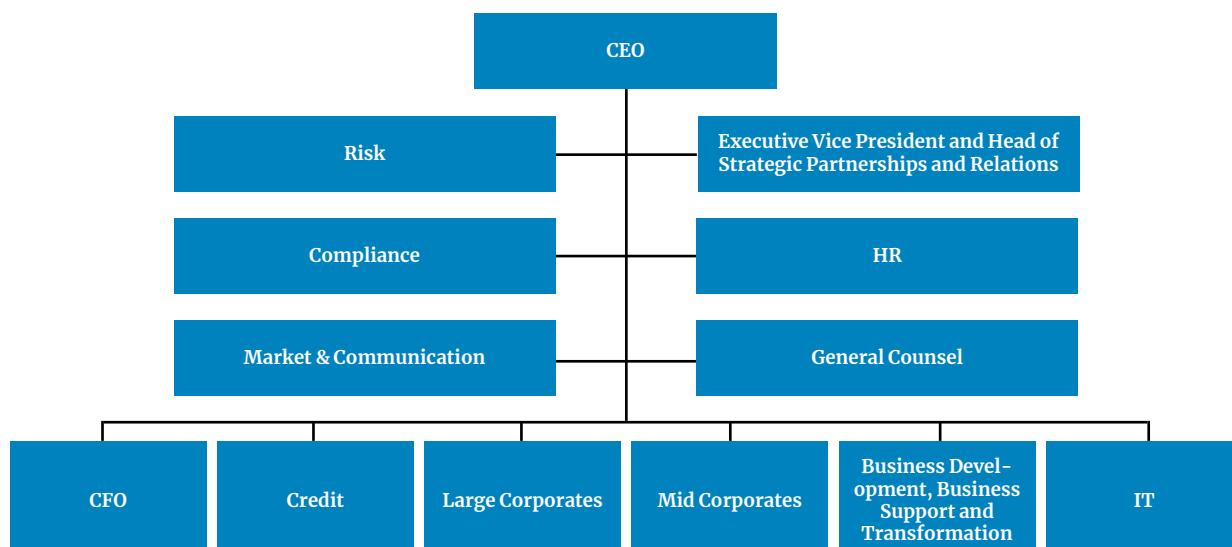 CEO
Risk
Executive Vice President and Head of
Strategic Partnerships and Relations
Compliance
HR
Market & Communication
General Counsel
CFO
Credit
Large Corporates
Mid Corporates
Business Devel-
opment, Business
Support and
Transformation
IT